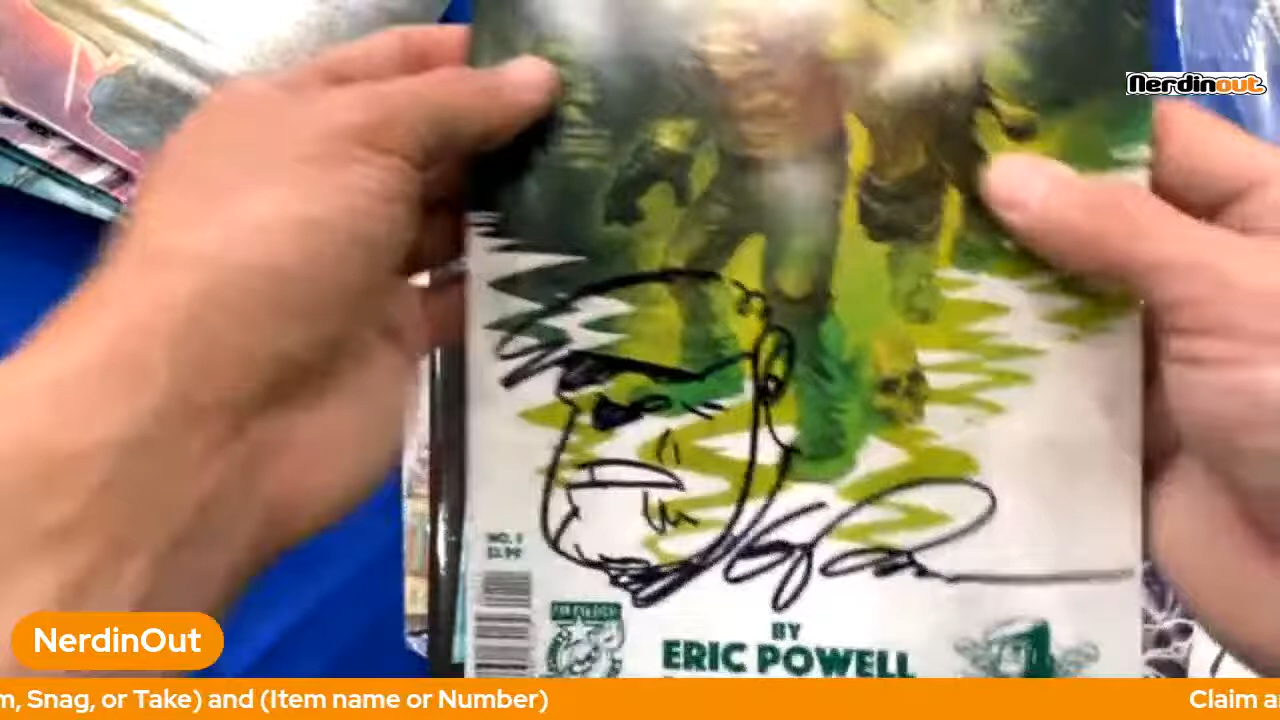 Nerdinout
NO. 1
$3.99
BY
ERIC POWELL
NerdinOut
m, Snag, or Take) and (Item name or Number)
Claim a